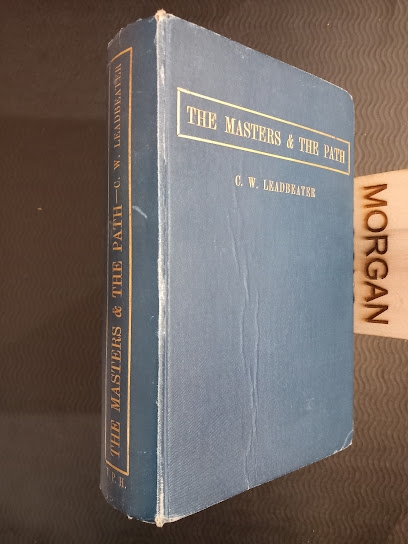 THE MASTERS & THE PATH
C. W. LEADBEATER
THE MASTERS & THE PATH—C. W. LEADBEATER
T. P. H.
MORGAN